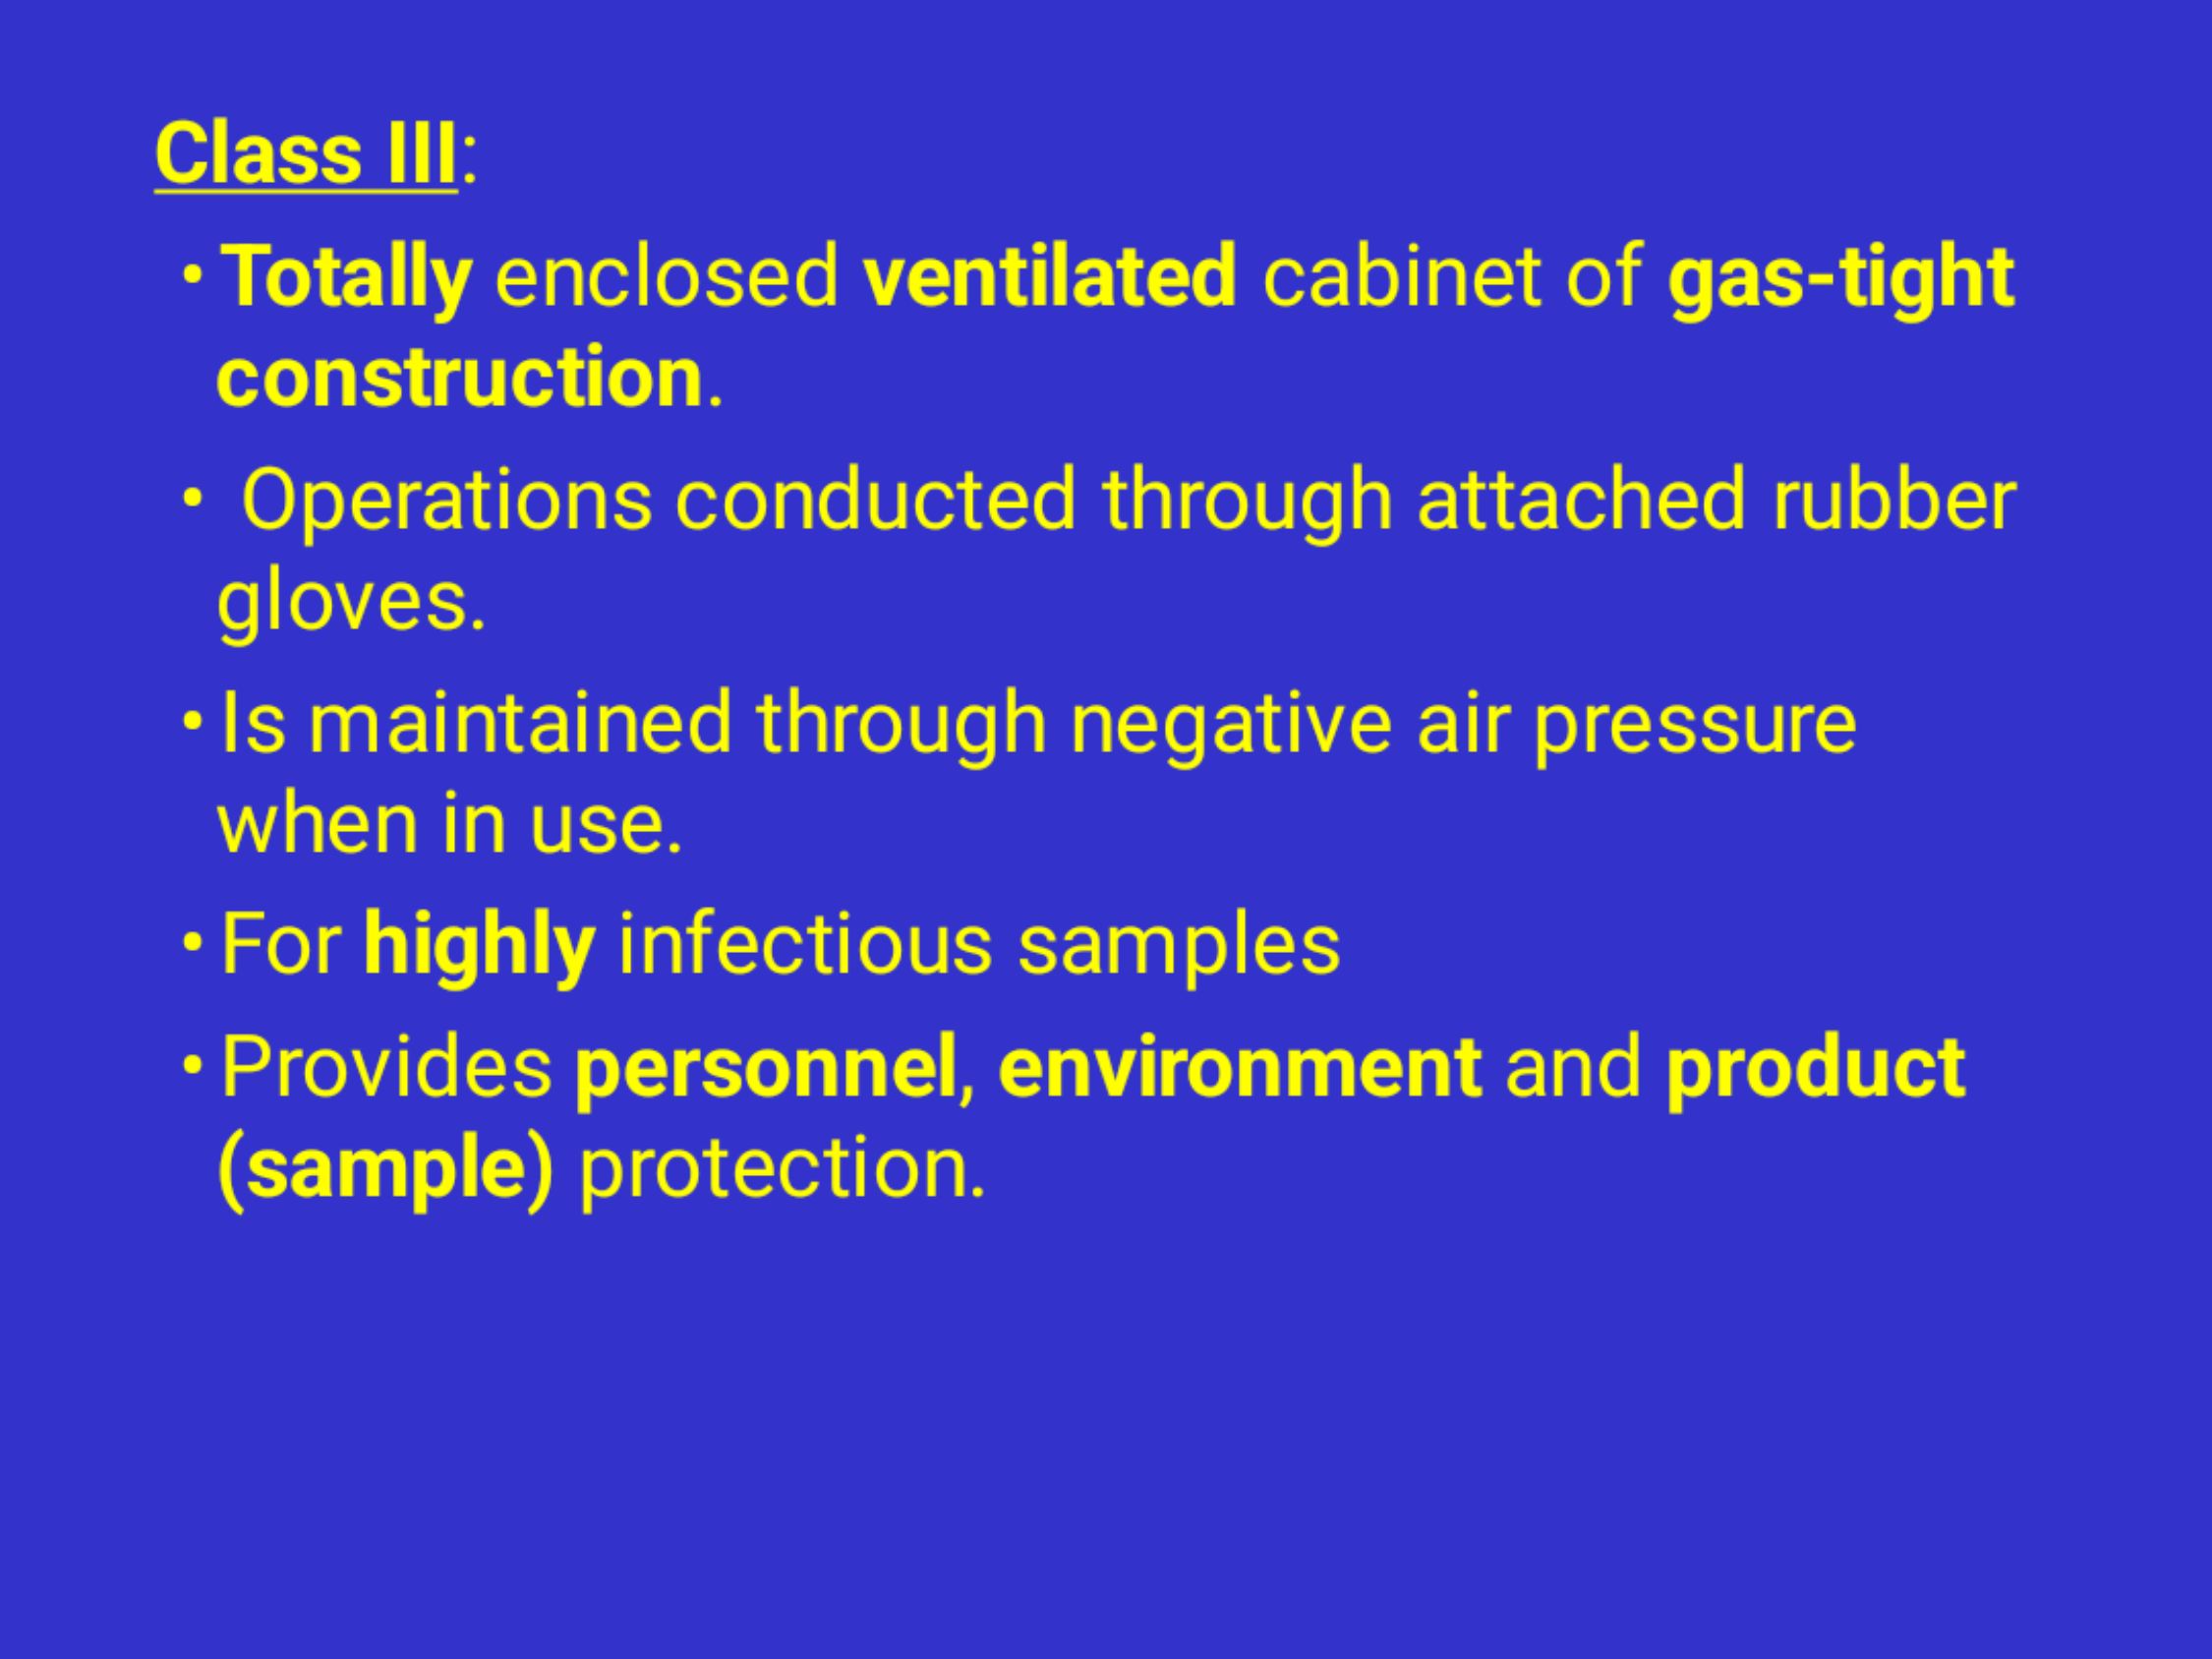 Class III:
• Totally enclosed ventilated cabinet of gas-tight
construction.
• Operations conducted through attached rubber
gloves.
• Is maintained through negative air pressure
when in use.
• For highly infectious samples
• Provides personnel, environment and product
(sample) protection.